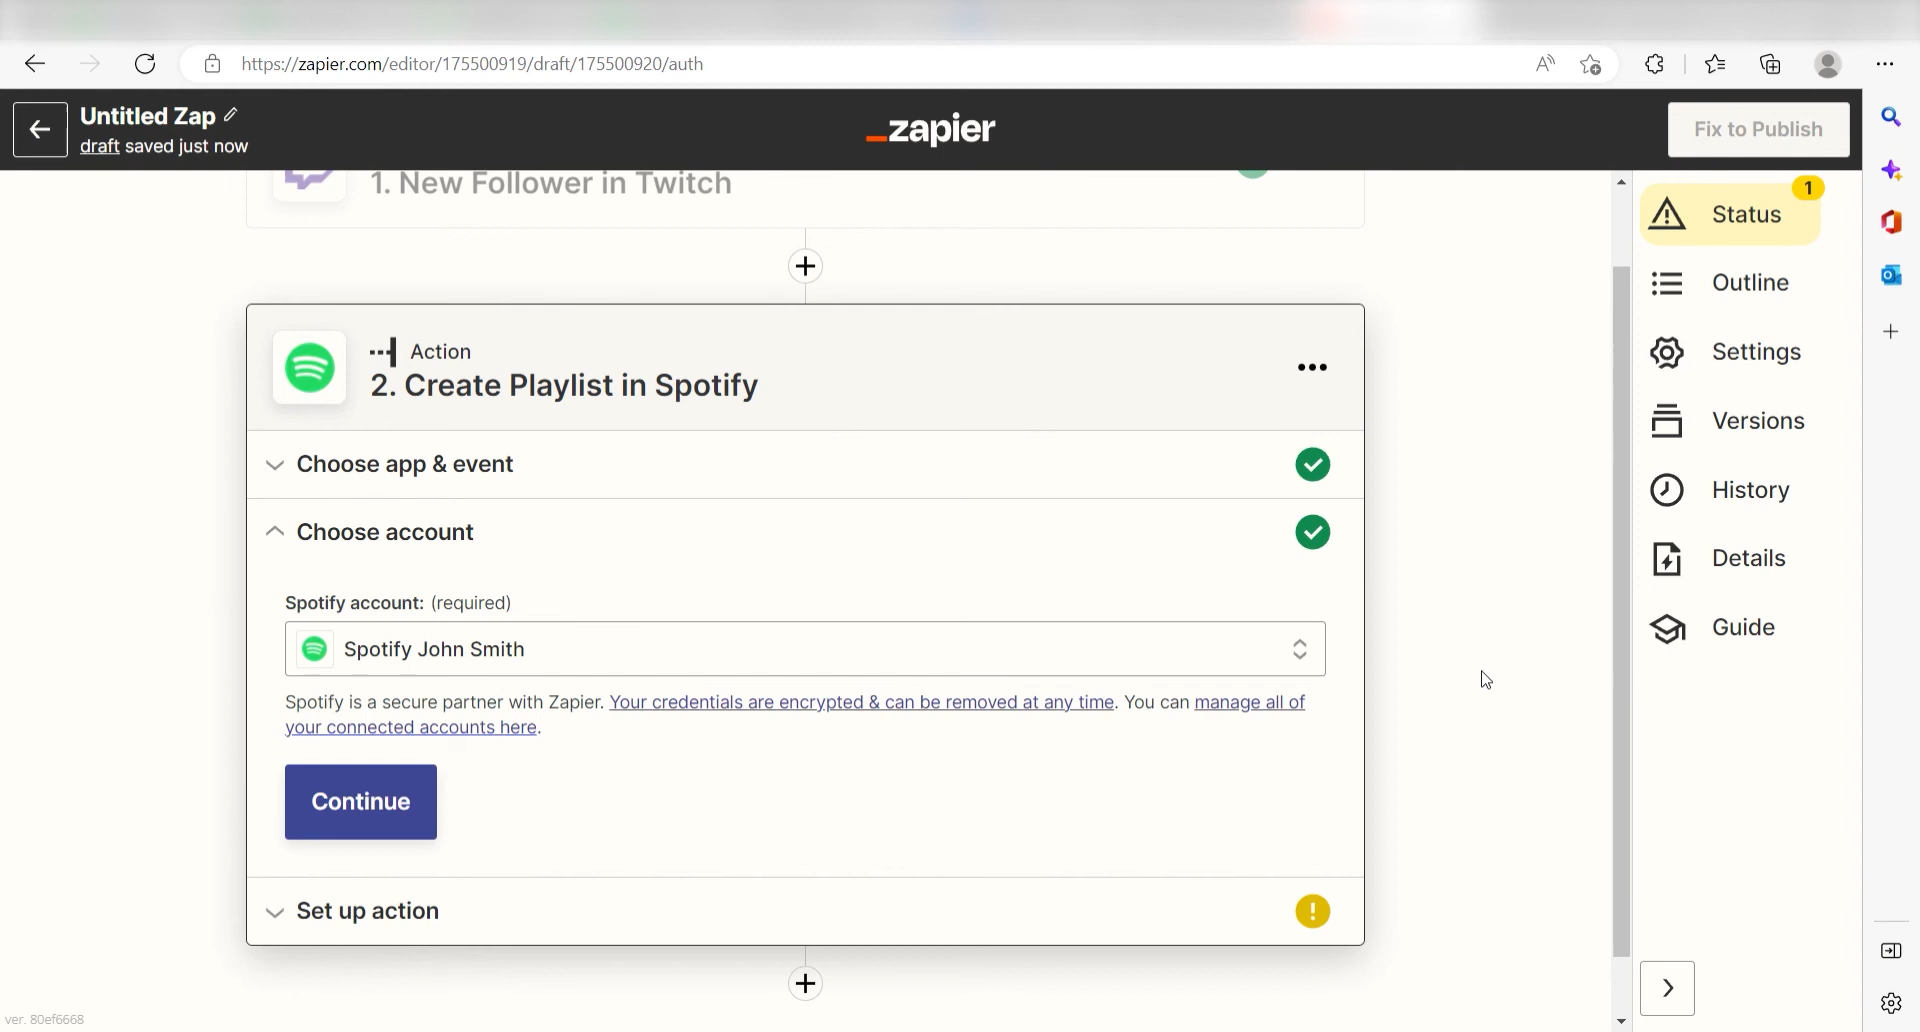 https://zapier.com/editor/175500919/draft/175500920/auth
Untitled Zap
draft saved just now
_zapier
Fix to Publish
1. New Follower in Twitch
1
Status
Outline
Action
2. Create Playlist in Spotify
Settings
Versions
Choose app & event
History
Choose account
Details
Spotify account: (required)
Guide
Spotify John Smith
Spotify is a secure partner with Zapier. Your credentials are encrypted & can be removed at any time. You can manage all of
your connected accounts here.
Continue
Set up action
ver. 80ef6668